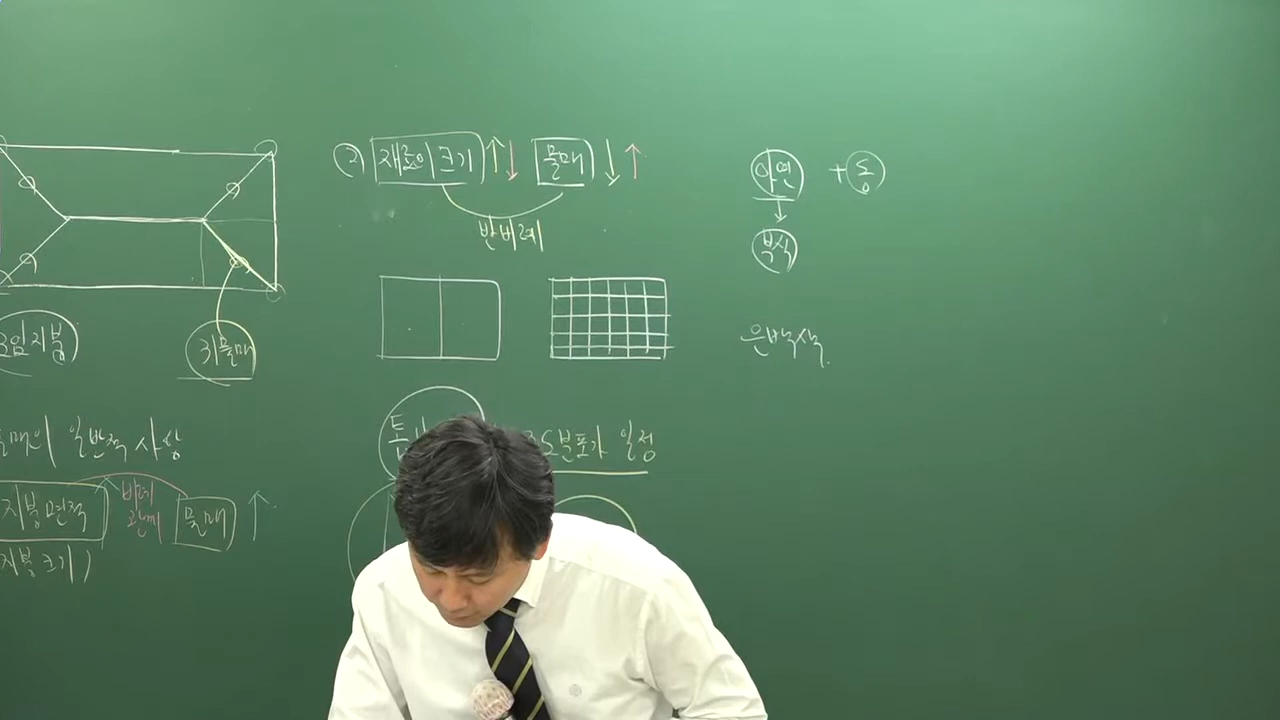 ② 재료의 크기 ↑↓ 물매 ↓↑
반비례
아연 + 동
↓
부식
은백색.
모임지붕
귀물매
물매의 일반적 사항
지붕면적 비례관계 물매 ↑
지붕크기)
분포가 일정